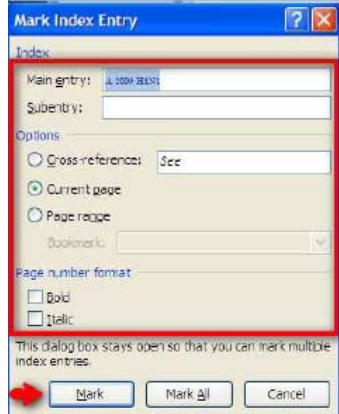 Mark Index Entry
Index
Main entry:
Subentry:
Options
Cross-reference: See
Current page
Page range
Bookmark:
Page number format
Bold
Italic
This dialog box stays open so that you can mark multiple
index entries.
Mark Mark All Cancel